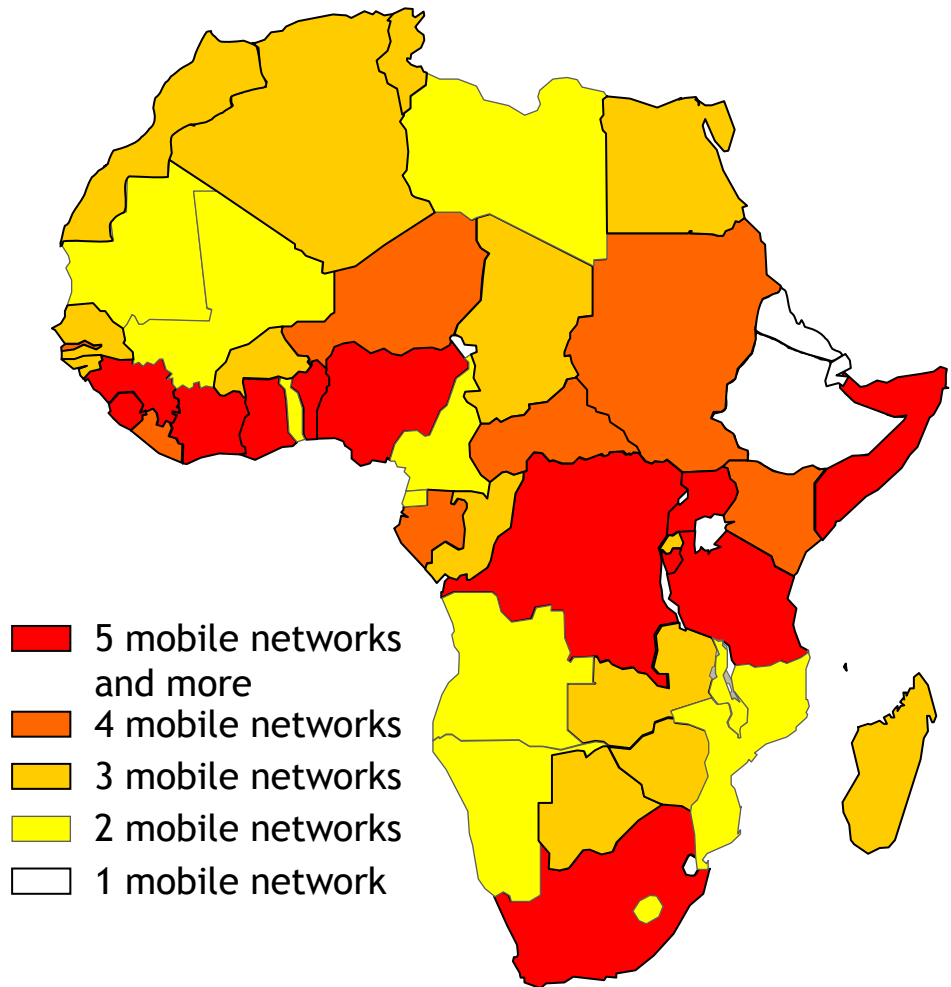 5 mobile networks
and more
4 mobile networks
3 mobile networks
2 mobile networks
1 mobile network